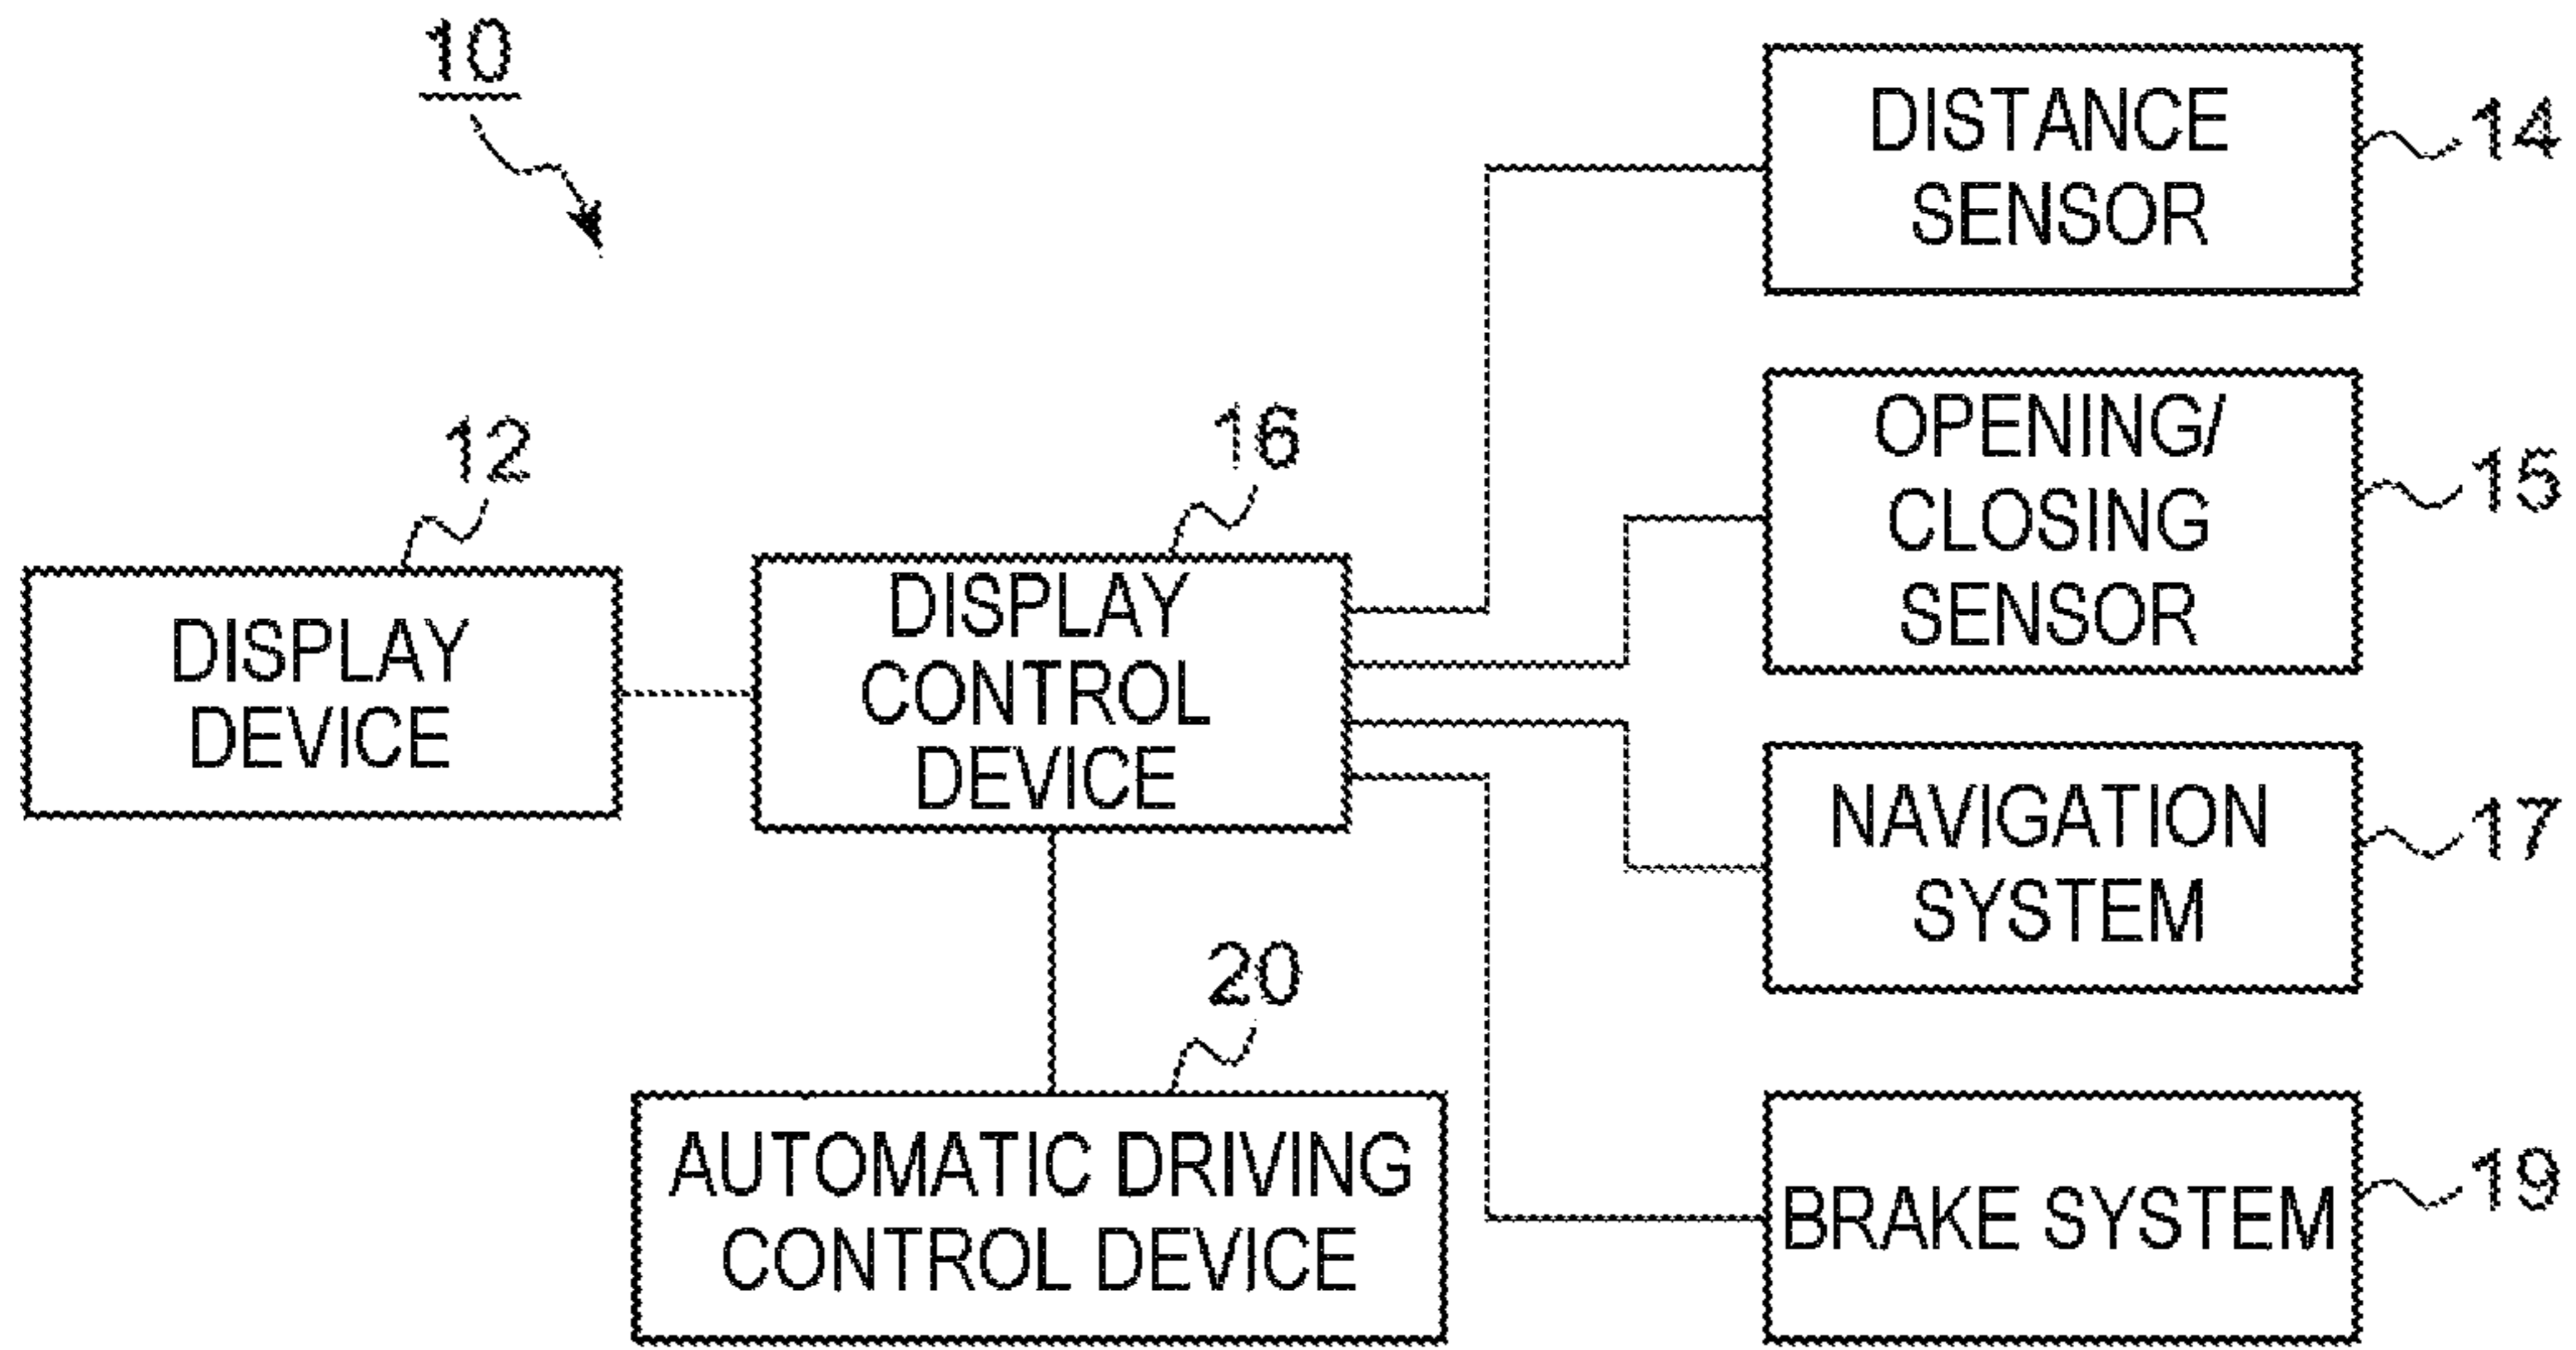 10
DISTANCE
SENSOR
14
OPENING/
CLOSING
SENSOR
15
12
DISPLAY
DEVICE
16
DISPLAY
CONTROL
DEVICE
NAVIGATION
SYSTEM
17
20
AUTOMATIC DRIVING
CONTROL DEVICE
BRAKE SYSTEM
19